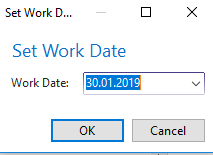 Set Work D...
Set Work Date
Work Date: 30.01.2019
OK Cancel